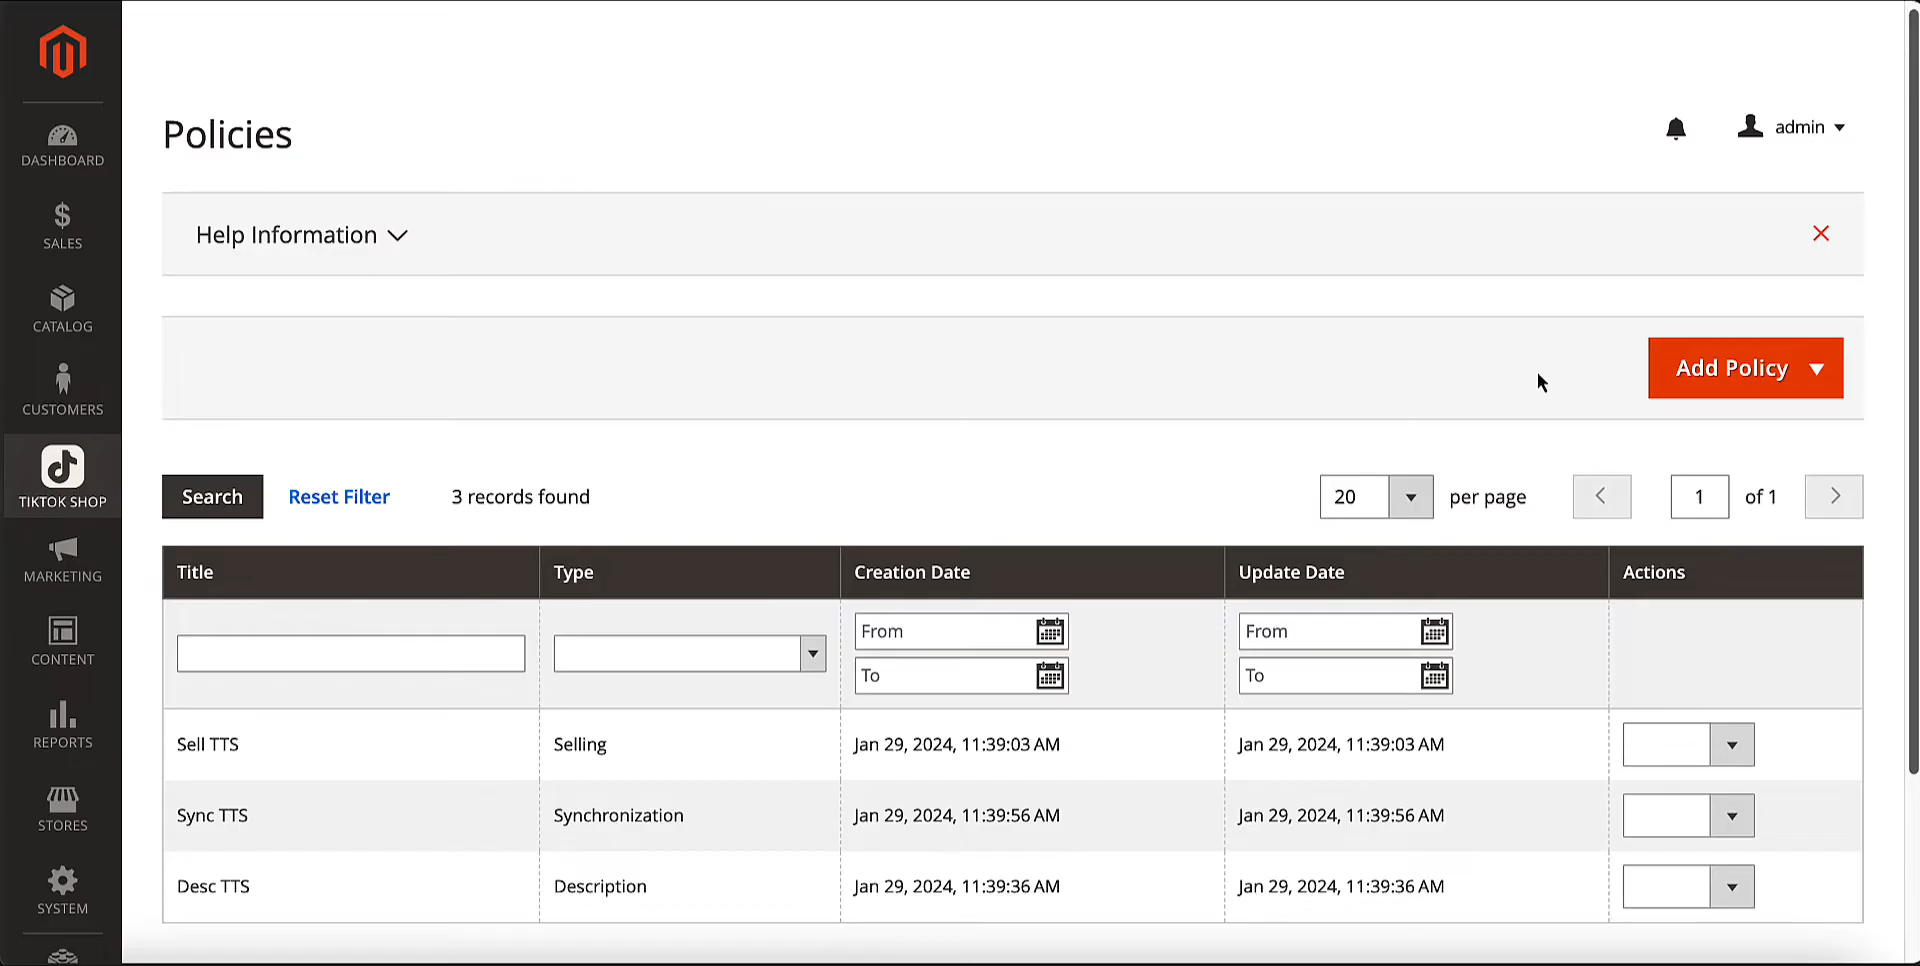 DASHBOARD
SALES
CATALOG
CUSTOMERS
TIKTOK SHOP
MARKETING
CONTENT
REPORTS
STORES
SYSTEM
Policies
admin
Help Information
Add Policy
Search Reset Filter 3 records found 20 per page 1 of 1
Title Type Creation Date Update Date Actions
From From
To To
Sell TTS Selling Jan 29, 2024, 11:39:03 AM Jan 29, 2024, 11:39:03 AM
Sync TTS Synchronization Jan 29, 2024, 11:39:56 AM Jan 29, 2024, 11:39:56 AM
Desc TTS Description Jan 29, 2024, 11:39:36 AM Jan 29, 2024, 11:39:36 AM